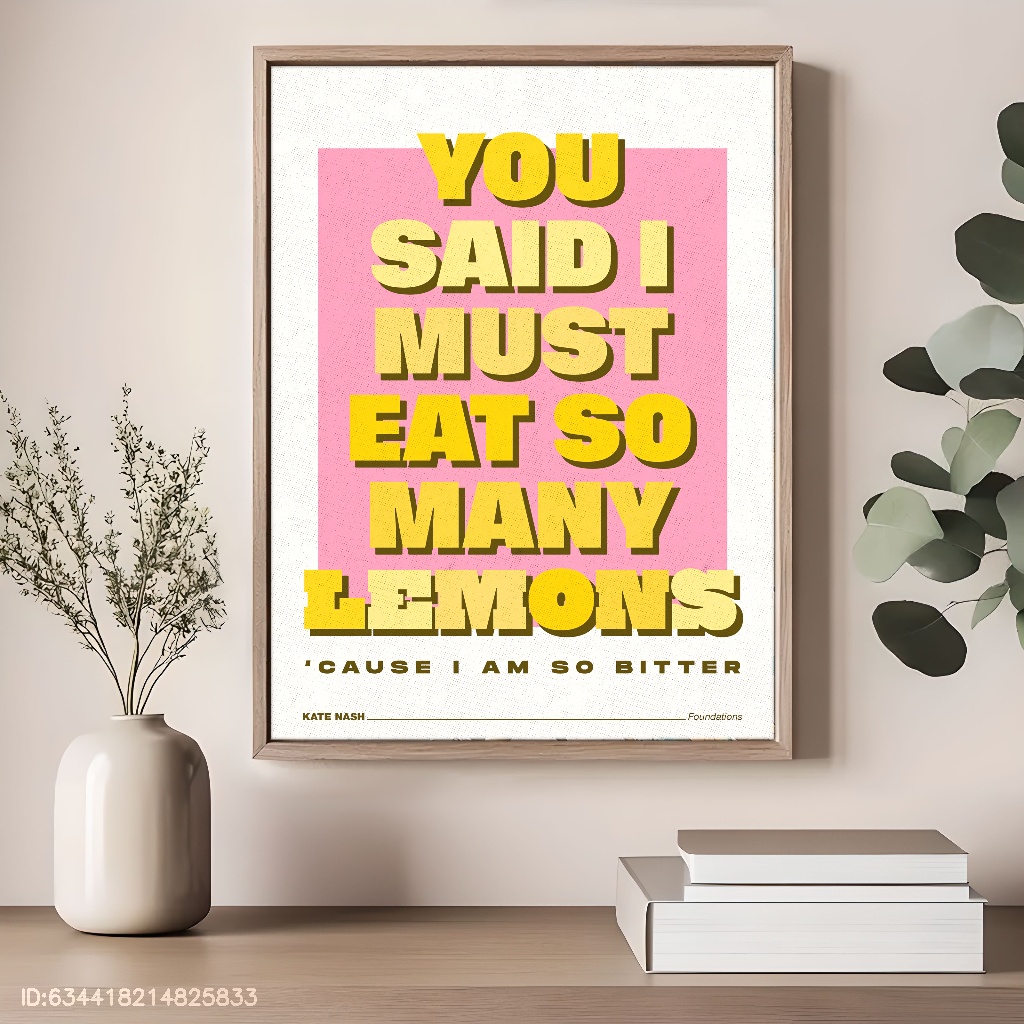 YOU
SAID I
MUST
EAT SO
MANY
LEMONS
'CAUSE I AM SO BITTER
KATE NASH Foundations
ID:634418214825833